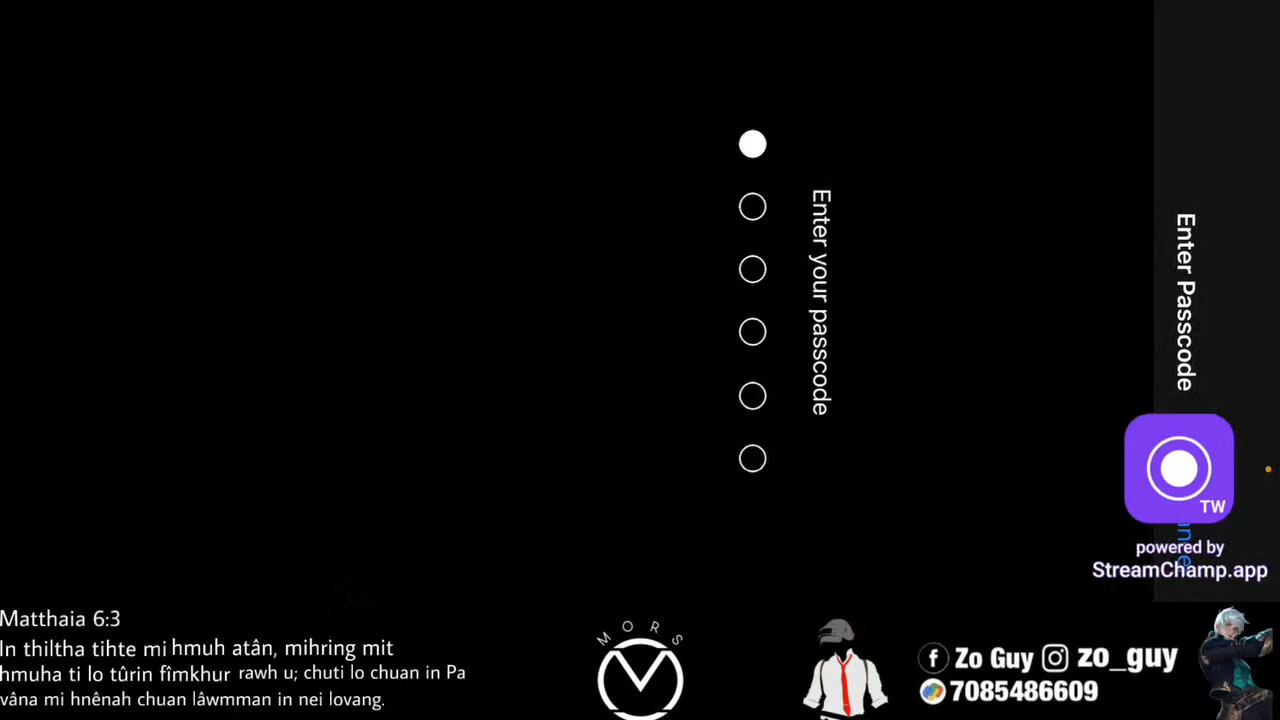 Enter Passcode
Enter your passcode
TW
powered by
StreamChamp.app
Matthaia 6:3
In thiltha tihte mi hmuh atân, mihring mit
hmuha ti lo tûrin fîmkhur rawh u; chuti lo chuan in Pa
vâna mi hnênah chuan lâwmman in nei lovang.
MORS
Zo Guy zo_guy
7085486609